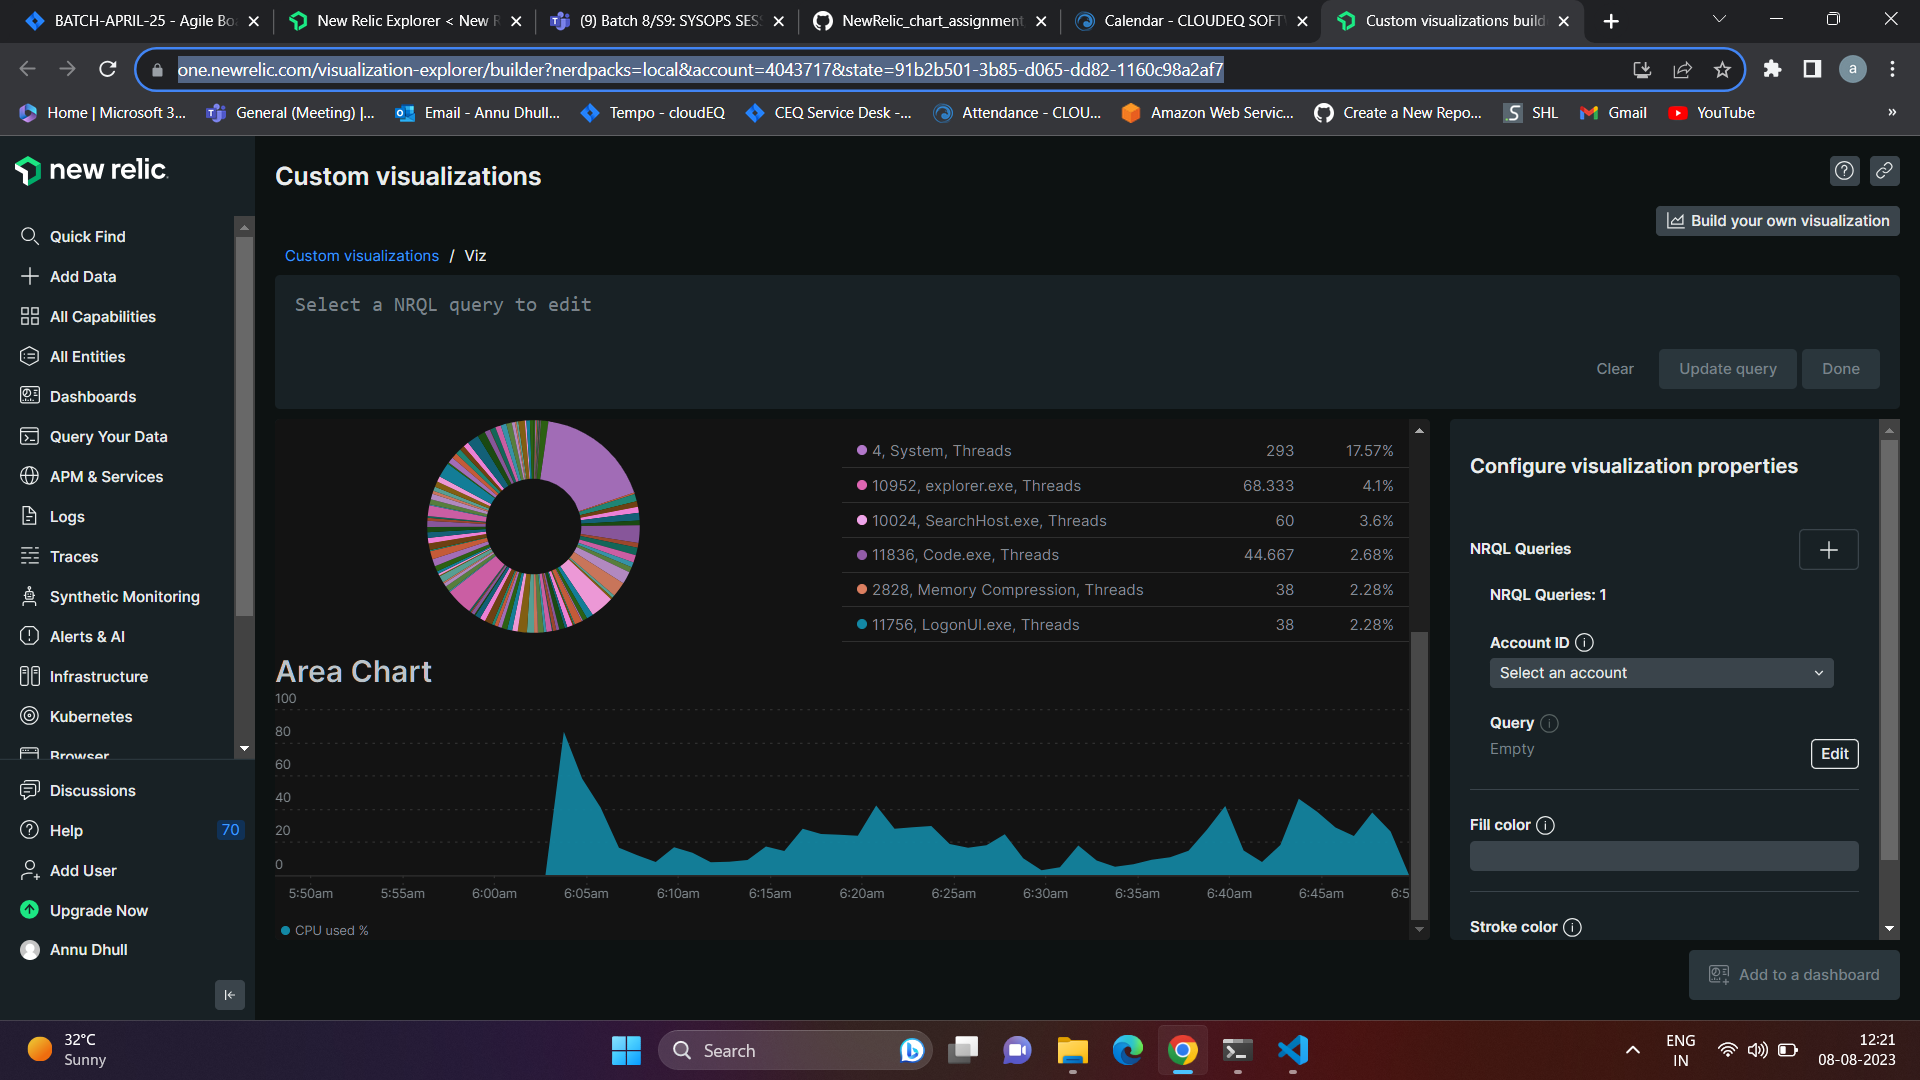 BATCH-APRIL-25 - Agile Bo
New Relic Explorer < New R
(9) Batch 8/S9: SYSOPS SES
NewRelic_chart_assignment
Calendar - CLOUDEQ SOFT
Custom visualizations build
one.newrelic.com/visualization-explorer/builder?nerdpacks=local&account=4043717&state=91b2b501-3b85-d065-dd82-1160c98a2af7
a
Home | Microsoft 3...
General (Meeting) |...
Email - Annu Dhull...
Tempo - cloudEQ
CEQ Service Desk -...
Attendance - CLOU...
Amazon Web Servic...
Create a New Repo...
SHL
Gmail
YouTube
»
new relic
Quick Find
Add Data
All Capabilities
All Entities
Dashboards
Query Your Data
APM & Services
Logs
Traces
Synthetic Monitoring
Alerts & AI
Infrastructure
Kubernetes
Browser
Discussions
Help 70
Add User
Upgrade Now
Annu Dhull
Custom visualizations
Build your own visualization
Custom visualizations / Viz
Select a NRQL query to edit
Clear
Update query
Done
4, System, Threads 293 17.57%
10952, explorer.exe, Threads 68.333 4.1%
10024, SearchHost.exe, Threads 60 3.6%
11836, Code.exe, Threads 44.667 2.68%
2828, Memory Compression, Threads 38 2.28%
11756, LogonUI.exe, Threads 38 2.28%
Area Chart
100
80
60
40
20
0
5:50am 5:55am 6:00am 6:05am 6:10am 6:15am 6:20am 6:25am 6:30am 6:35am 6:40am 6:45am 6:5
CPU used %
Configure visualization properties
NRQL Queries
NRQL Queries: 1
Account ID
Select an account
Query
Empty
Edit
Fill color
Stroke color
Add to a dashboard
32°C
Sunny
Search
ENG
IN
12:21
08-08-2023